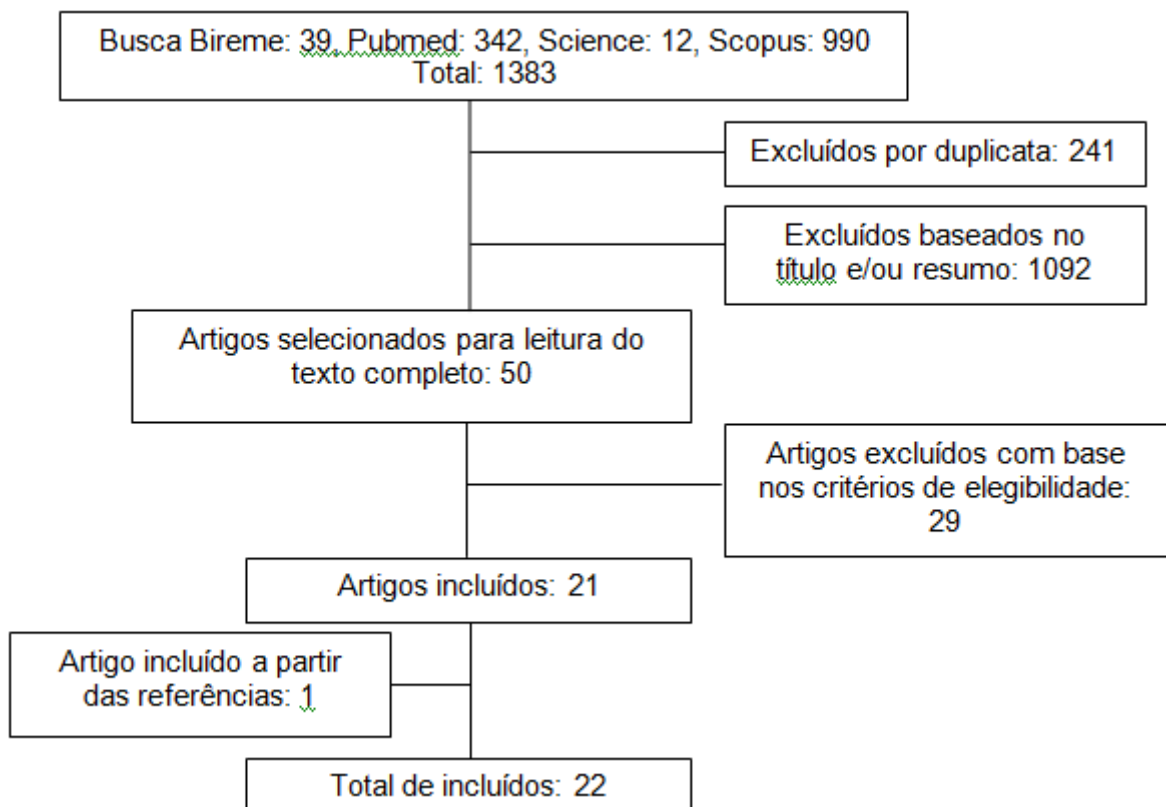 Busca Bireme: 39, Pubmed: 342, Science: 12, Scopus: 990
Total: 1383
Excluídos por duplicata: 241
Excluídos baseados no
título e/ou resumo: 1092
Artigos selecionados para leitura do
texto completo: 50
Artigos excluídos com base
nos critérios de elegibilidade:
29
Artigos incluídos: 21
Artigo incluído a partir
das referências: 1
Total de incluídos: 22